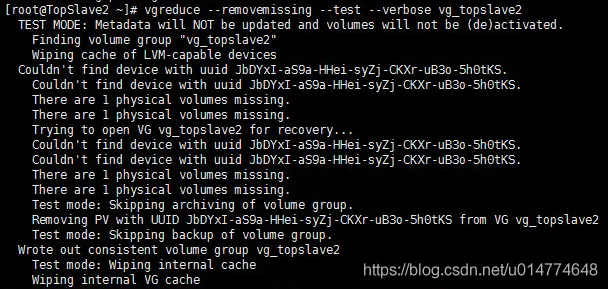 [root@TopSlave2 ~]# vgreduce --removemissing --test --verbose vg_topslave2
TEST MODE: Metadata will NOT be updated and volumes will not be (de)activated.
Finding volume group "vg_topslave2"
Wiping cache of LVM-capable devices
Couldn't find device with uuid JbDYxI-aS9a-HHei-syZj-CKXr-uB3o-5h0tKS.
Couldn't find device with uuid JbDYxI-aS9a-HHei-syZj-CKXr-uB3o-5h0tKS.
There are 1 physical volumes missing.
There are 1 physical volumes missing.
Trying to open VG vg_topslave2 for recovery...
Couldn't find device with uuid JbDYxI-aS9a-HHei-syZj-CKXr-uB3o-5h0tKS.
Couldn't find device with uuid JbDYxI-aS9a-HHei-syZj-CKXr-uB3o-5h0tKS.
There are 1 physical volumes missing.
There are 1 physical volumes missing.
Test mode: Skipping archiving of volume group.
Removing PV with UUID JbDYxI-aS9a-HHei-syZj-CKXr-uB3o-5h0tKS from VG vg_topslave2
Test mode: Skipping backup of volume group.
Wrote out consistent volume group vg_topslave2
Test mode: Wiping internal cache
Wiping internal VG cache
https://blog.csdn.net/u014774648